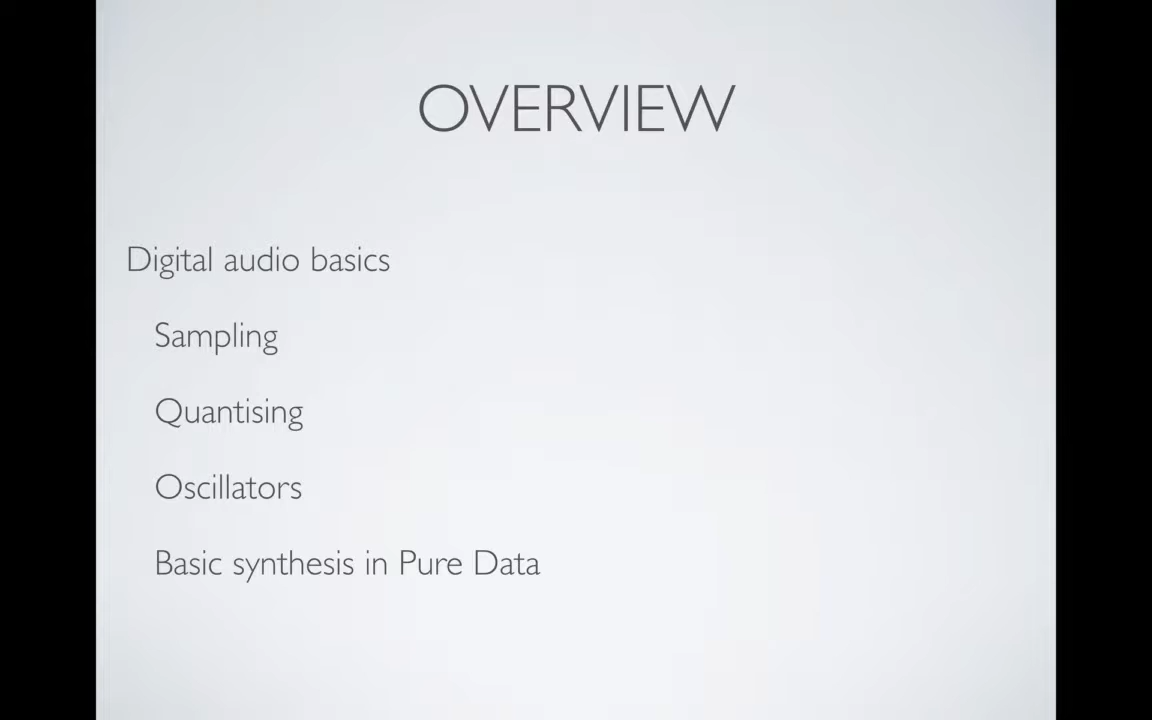 OVERVIEW
Digital audio basics
Sampling
Quantising
Oscillators
Basic synthesis in Pure Data